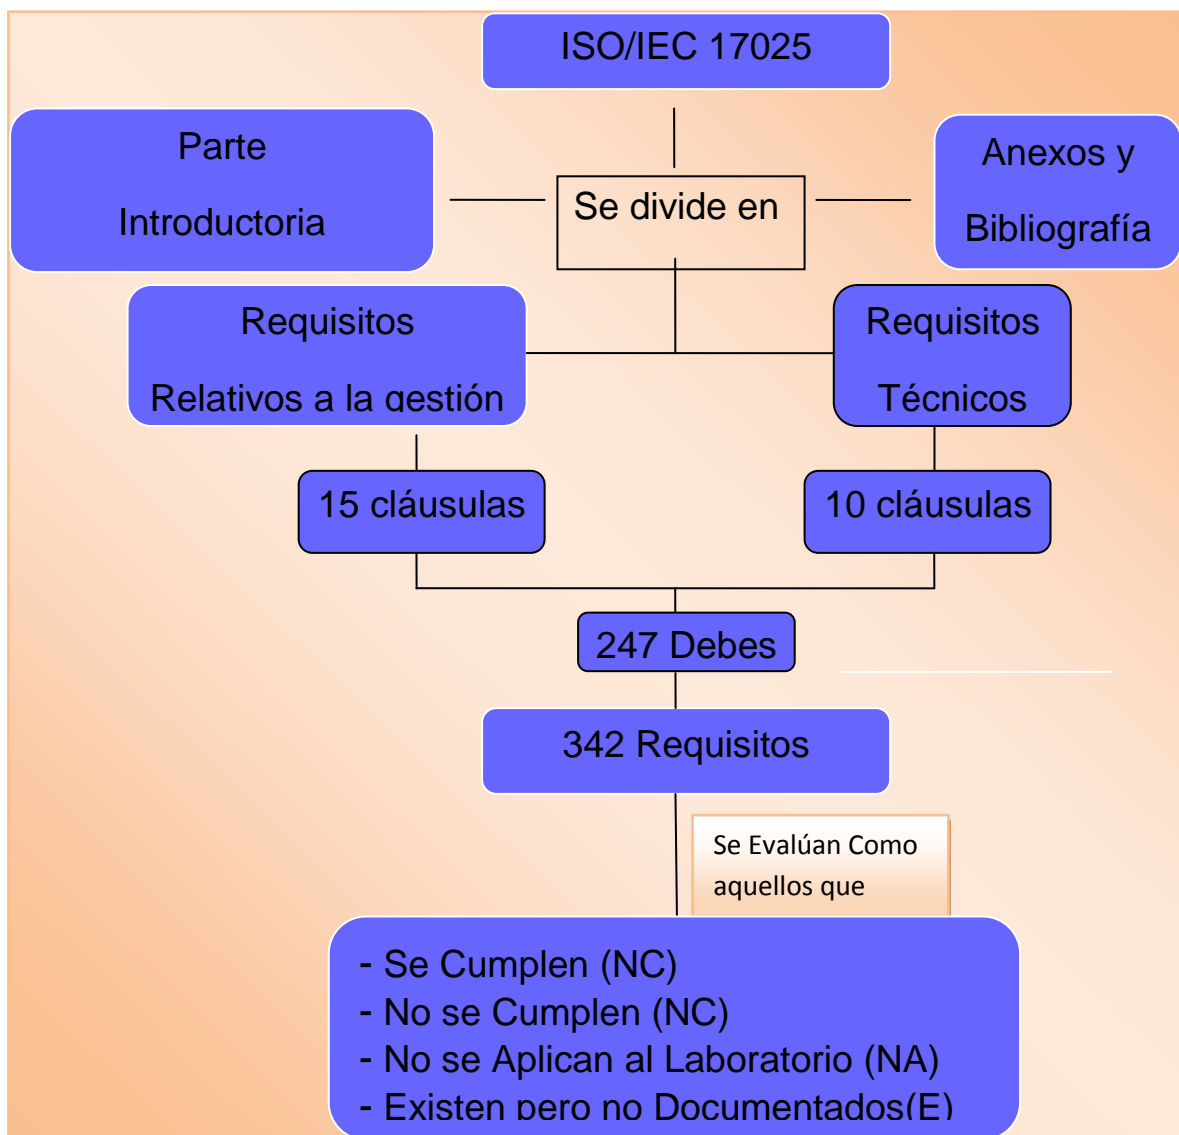 ISO/IEC 17025
Parte
Introductoria
Se divide en
Anexos y
Bibliografía
Requisitos
Relativos a la gestión
Requisitos
Técnicos
15 cláusulas
10 cláusulas
247 Debes
342 Requisitos
Se Evalúan Como
aquellos que
- Se Cumplen (NC)
- No se Cumplen (NC)
- No se Aplican al Laboratorio (NA)
- Existen pero no Documentados(E)